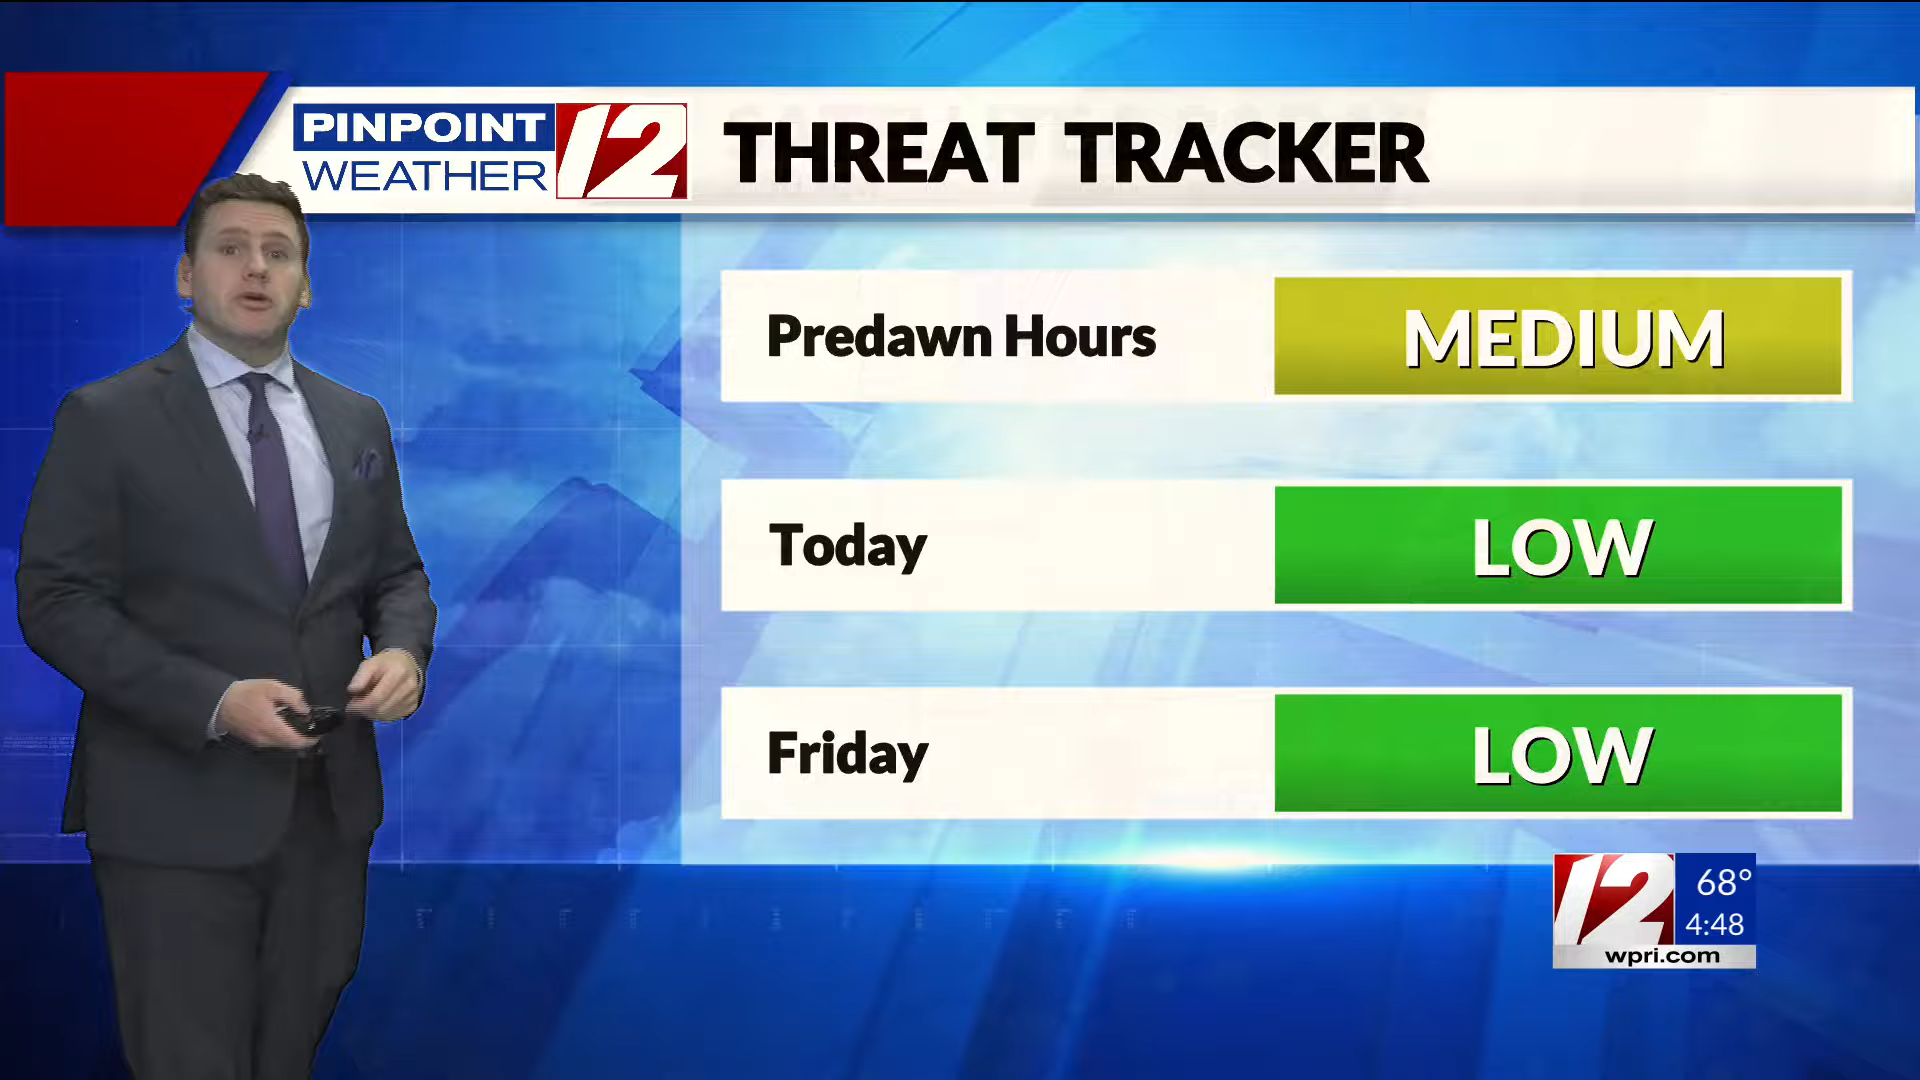 PINPOINT
WEATHER
12
THREAT TRACKER
Predawn Hours
MEDIUM
Today
LOW
Friday
LOW
12
68°
4:48
wpri.com